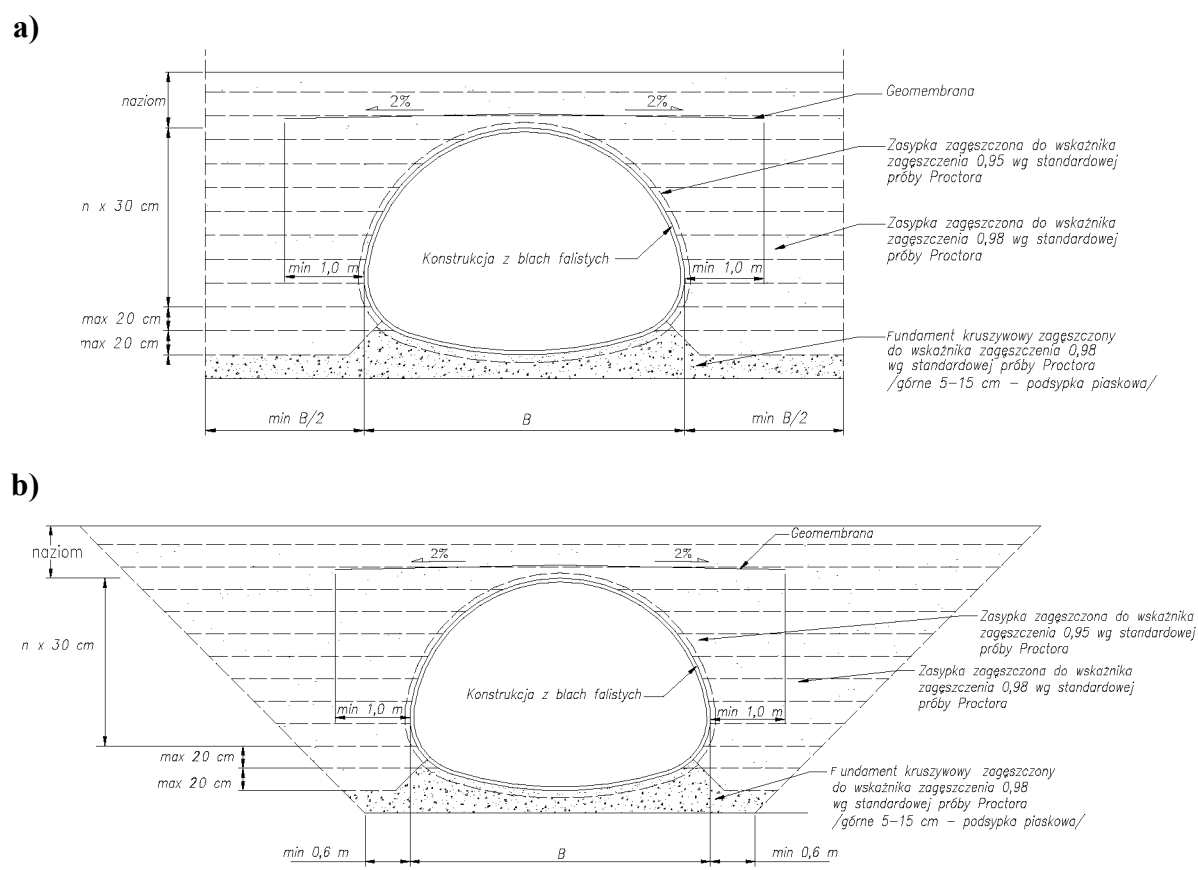 a)
naziom
2%
2%
Geomembrana
Zasypka zagęszczona do wskaźnika
zagęszczenia 0,95 wg standardowej
próby Proctora
n x 30 cm
Zasypka zagęszczona do wskaźnika
zagęszczenia 0,98 wg standardowej
próby Proctora
Konstrukcja z blach falistych
min 1,0 m
min 1,0 m
max 20 cm
max 20 cm
Fundament kruszywowy zagęszczony
do wskaźnika zagęszczenia 0,98
wg standardowej próby Proctora
/górne 5-15 cm - podsypka piaskowa/
min B/2
B
min B/2
b)
naziom
2%
2%
Geomembrana
Zasypka zagęszczona do wskaźnika
zagęszczenia 0,95 wg standardowej
próby Proctora
n x 30 cm
Zasypka zagęszczona do wskaźnika
zagęszczenia 0,98 wg standardowej
próby Proctora
Konstrukcja z blach falistych
min 1,0 m
min 1,0 m
max 20 cm
max 20 cm
Fundament kruszywowy zagęszczony
do wskaźnika zagęszczenia 0,98
wg standardowej próby Proctora
/górne 5-15 cm - podsypka piaskowa/
min 0,6 m
B
min 0,6 m